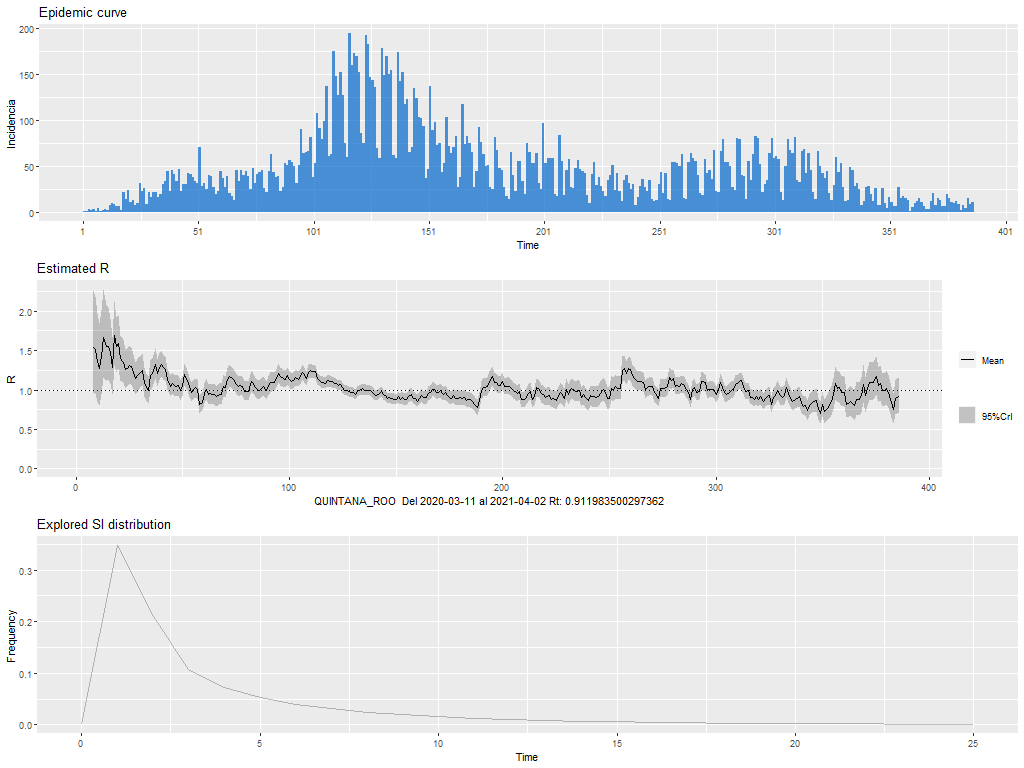 Epidemic curve
Incidencia
200
150
100
50
0
1 51 101 151 201 251 301 351 401
Time
Estimated R
R
2.0
1.5
1.0
0.5
0.0
0 100 200 300 400
QUINTANA_ROO Del 2020-03-11 al 2021-04-02 Rt: 0.911983500297362
Mean
95%CrI
Explored SI distribution
Frequency
0.3
0.2
0.1
0.0
0 5 10 15 20 25
Time